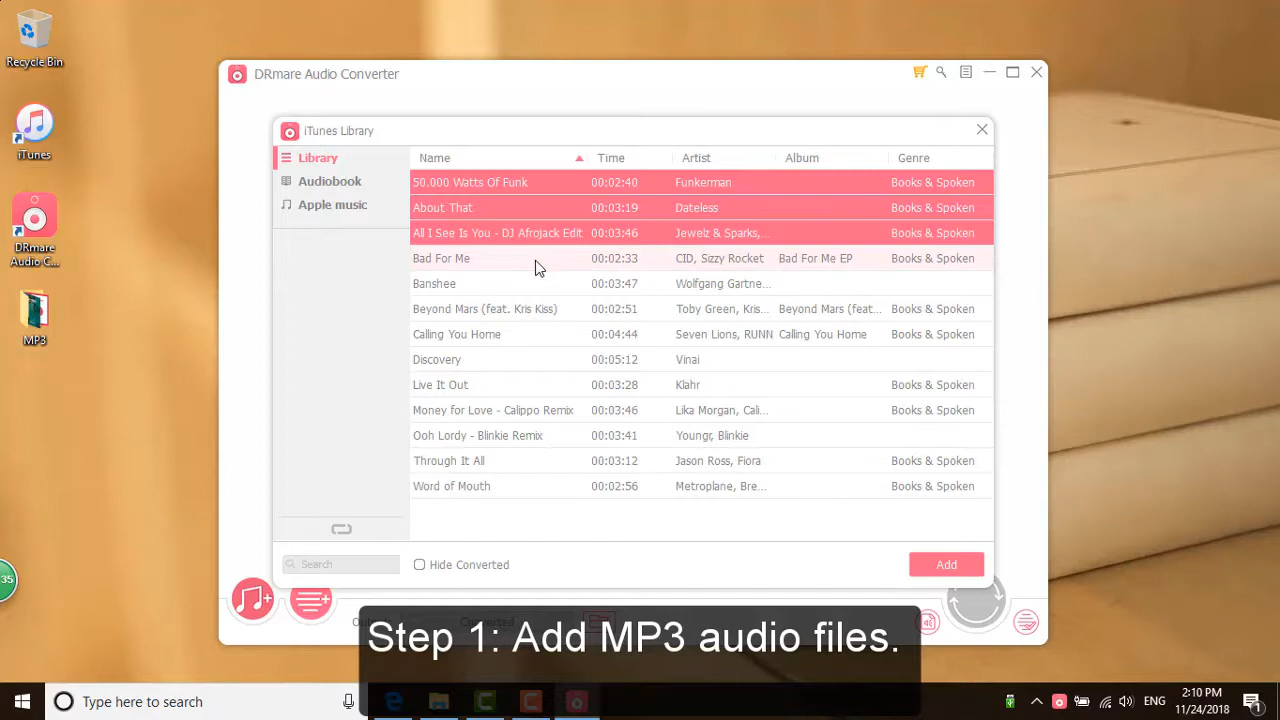 Recycle Bin
iTunes
DRmare
Audio C...
MP3
DRmare Audio Converter
iTunes Library
Library
Audiobook
Apple music
Name Time Artist Album Genre
50.000 Watts Of Funk 00:02:40 Funkerman Books & Spoken
About That 00:03:19 Dateless Books & Spoken
All I See Is You - DJ Afrojack Edit 00:03:46 Jewelz & Sparks,... Books & Spoken
Bad For Me 00:02:33 CID, Sizzy Rocket Bad For Me EP Books & Spoken
Banshee 00:03:47 Wolfgang Gartne...
Beyond Mars (feat. Kris Kiss) 00:02:51 Toby Green, Kris... Beyond Mars (feat... Books & Spoken
Calling You Home 00:04:44 Seven Lions, RUNN Calling You Home Books & Spoken
Discovery 00:05:12 Vinai
Live It Out 00:03:28 Klahr Books & Spoken
Money for Love - Calippo Remix 00:03:46 Lika Morgan, Cali... Books & Spoken
Ooh Lordy - Blinkie Remix 00:03:41 Youngr, Blinkie
Through It All 00:03:12 Jason Ross, Fiora Books & Spoken
Word of Mouth 00:02:56 Metroplane, Bre... Books & Spoken
Search Hide Converted Add
35
Step 1: Add MP3 audio files.
Type here to search
ENG
2:10 PM
11/24/2018
1